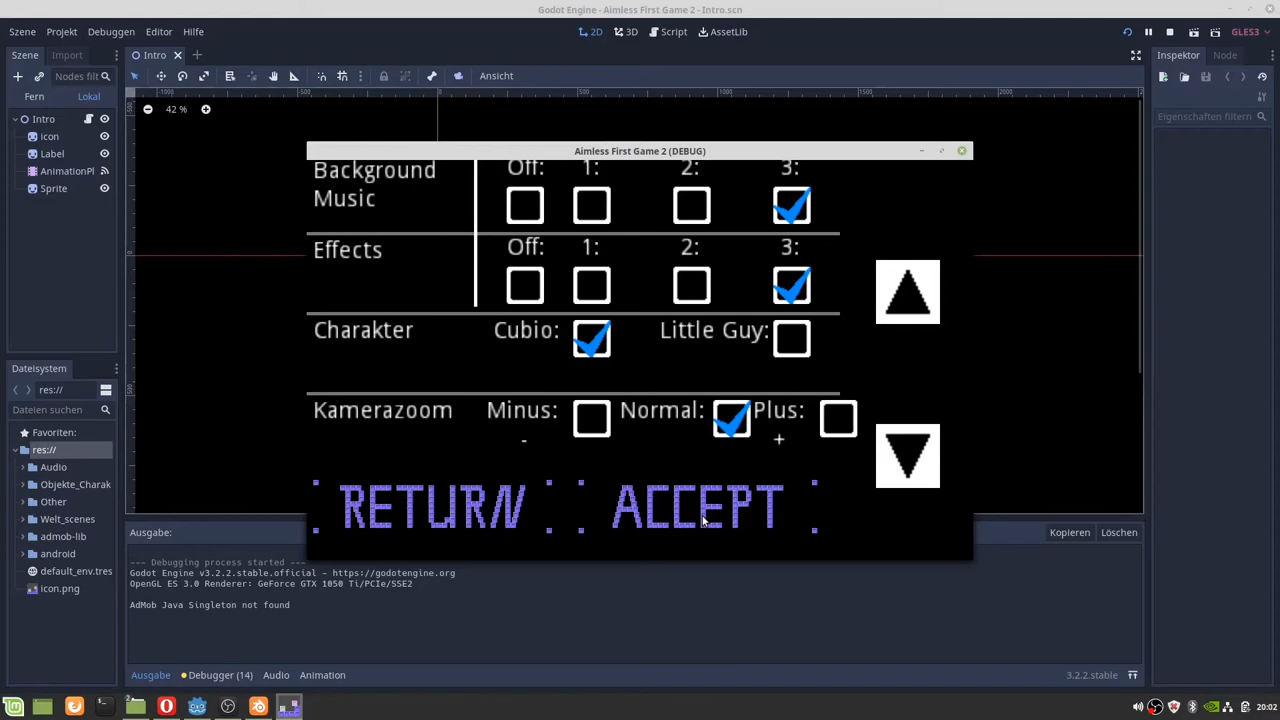 Godot Engine - Aimless First Game 2 - Intro.scn
Szene Projekt Debuggen Editor Hilfe
2D 3D Script AssetLib
GLES3
Szene Import
Intro
Inspektor Node
Nodes filt
Ansicht
Fern Lokal
42 %
Eigenschaften filtern
Intro
icon
Label
AnimationPl
Sprite
Aimless First Game 2 (DEBUG)
Background Music
Off: 1: 2: 3:
Effects
Off: 1: 2: 3:
Charakter Cubio: Little Guy:
Kamerazoom Minus: Normal: Plus:
- +
RETURN ACCEPT
Dateisystem
res://
Dateien suchen
Favoriten:
res://
Audio
Objekte_Charak
Other
Welt_scenes
admob-lib
android
default_env.tres
icon.png
Ausgabe:
Kopieren Löschen
--- Debugging process started ---
Godot Engine v3.2.2.stable.official - https://godotengine.org
OpenGL ES 3.0 Renderer: GeForce GTX 1050 Ti/PCIe/SSE2
AdMob Java Singleton not found
Ausgabe Debugger (14) Audio Animation
3.2.2.stable
20:02